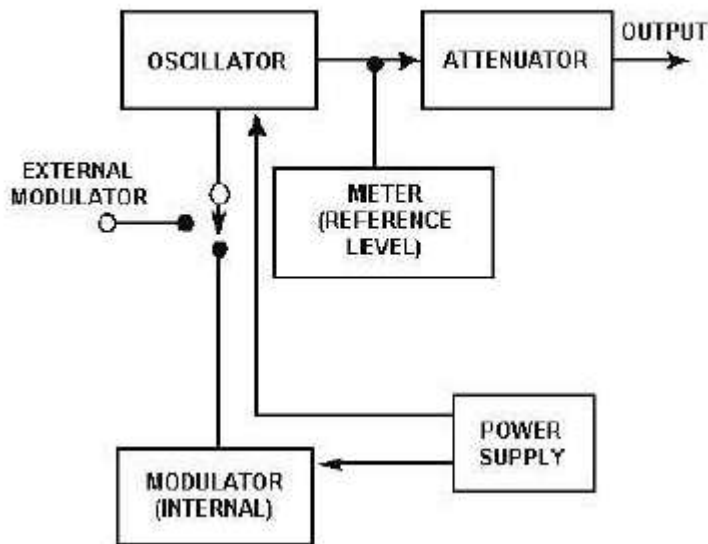 OSCILLATOR
ATTENUATOR
OUTPUT
EXTERNAL
MODULATOR
METER
(REFERENCE
LEVEL)
POWER
SUPPLY
MODULATOR
(INTERNAL)